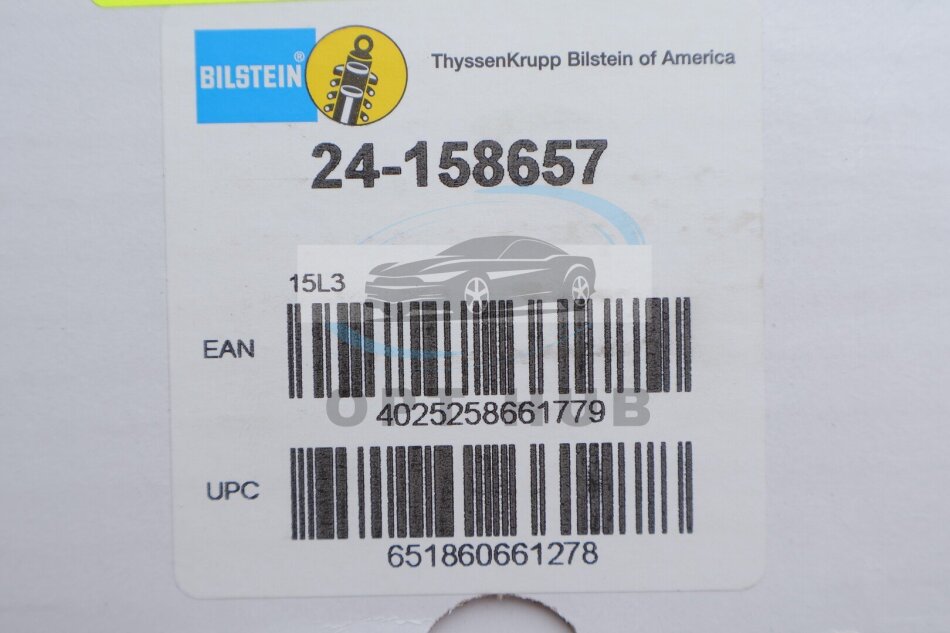 BILSTEIN®
ThyssenKrupp Bilstein of America
24-158657
15L3
EAN
4025258661779
UPC
651860661278